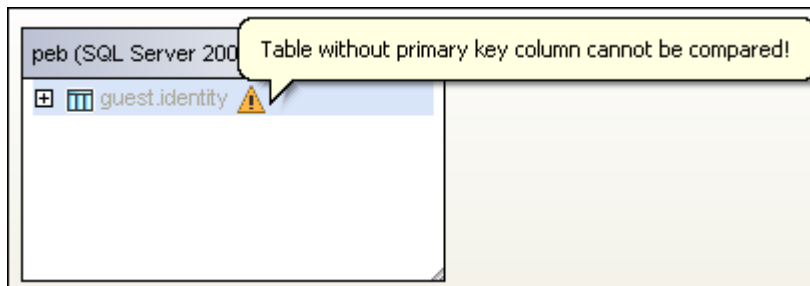 peb (SQL Server 200
Table without primary key column cannot be compared!
guest.identity